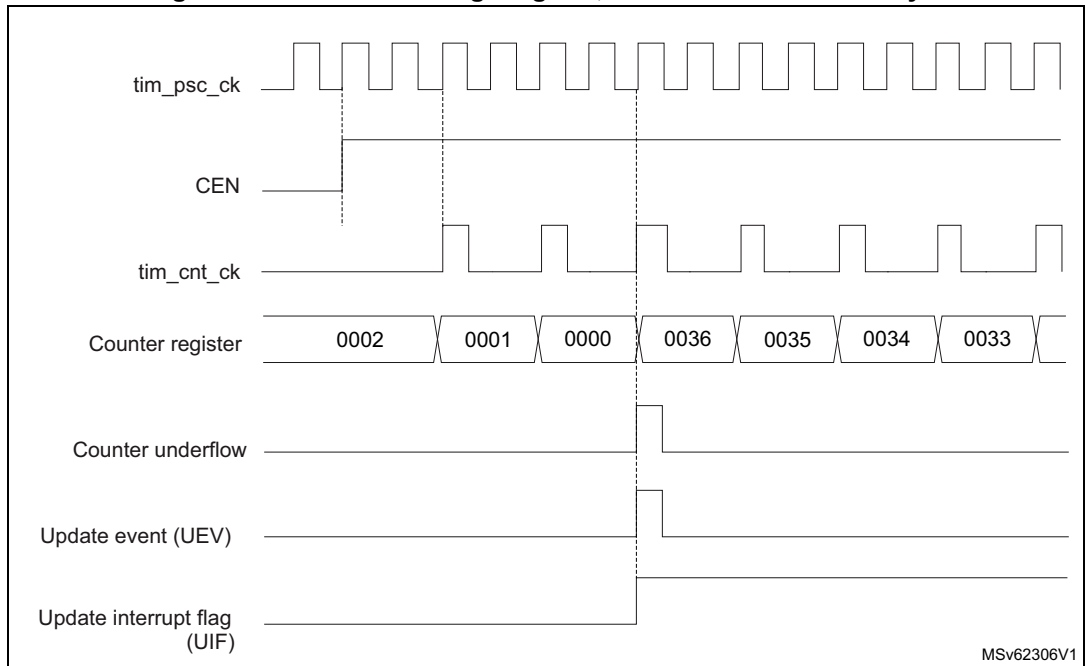 tim_psc_ck
CEN
tim_cnt_ck
Counter register 0002 0001 0000 0036 0035 0034 0033
Counter underflow
Update event (UEV)
Update interrupt flag
(UIF)
MSv62306V1